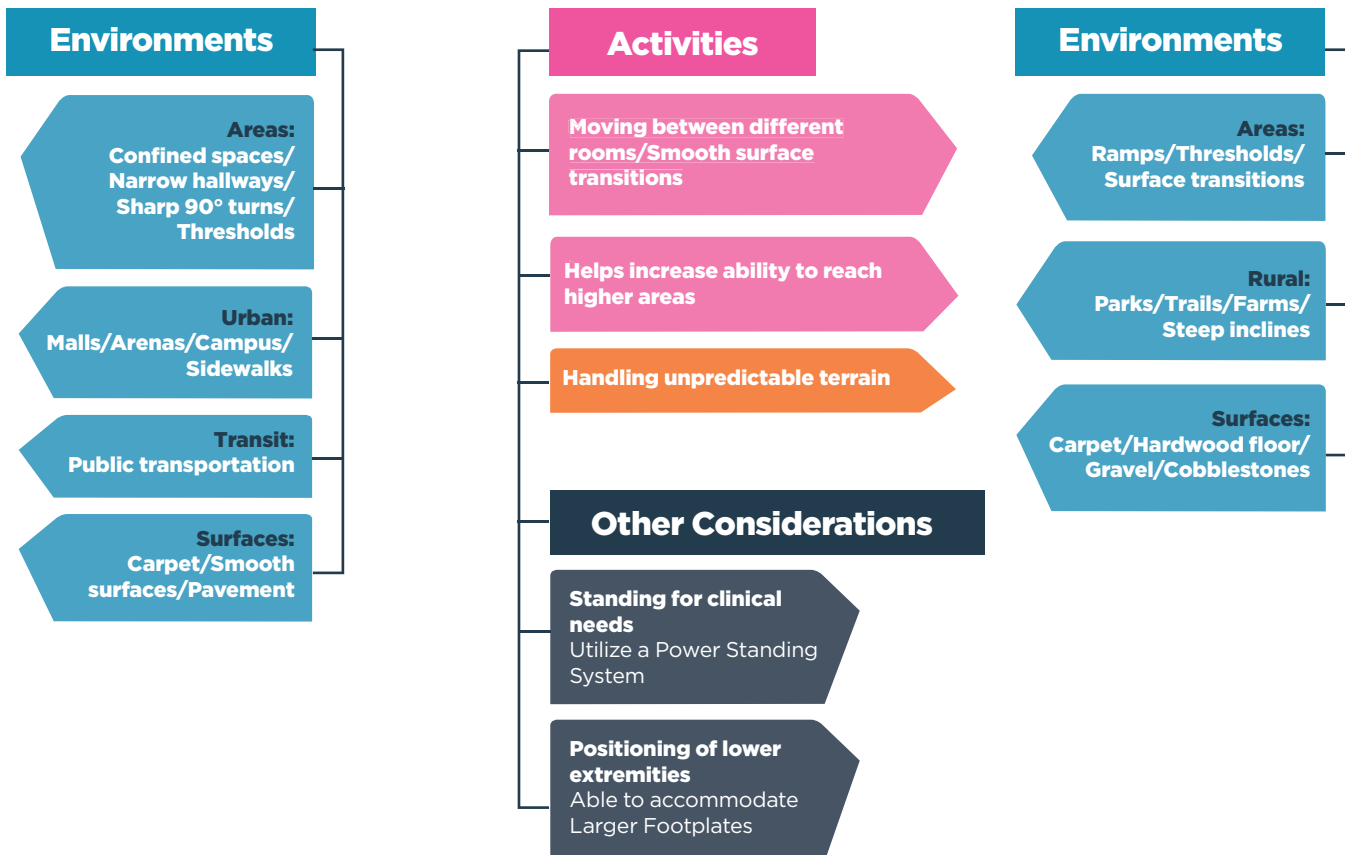 Environments
Areas:
Confined spaces/
Narrow hallways/
Sharp 90° turns/
Thresholds
Urban:
Malls/Arenas/Campus/
Sidewalks
Transit:
Public transportation
Surfaces:
Carpet/Smooth
surfaces/Pavement
Activities
Moving between different
rooms/Smooth surface
transitions
Helps increase ability to reach
higher areas
Handling unpredictable terrain
Other Considerations
Standing for clinical
needs
Utilize a Power Standing
System
Positioning of lower
extremities
Able to accommodate
Larger Footplates
Environments
Areas:
Ramps/Thresholds/
Surface transitions
Rural:
Parks/Trails/Farms/
Steep inclines
Surfaces:
Carpet/Hardwood floor/
Gravel/Cobblestones